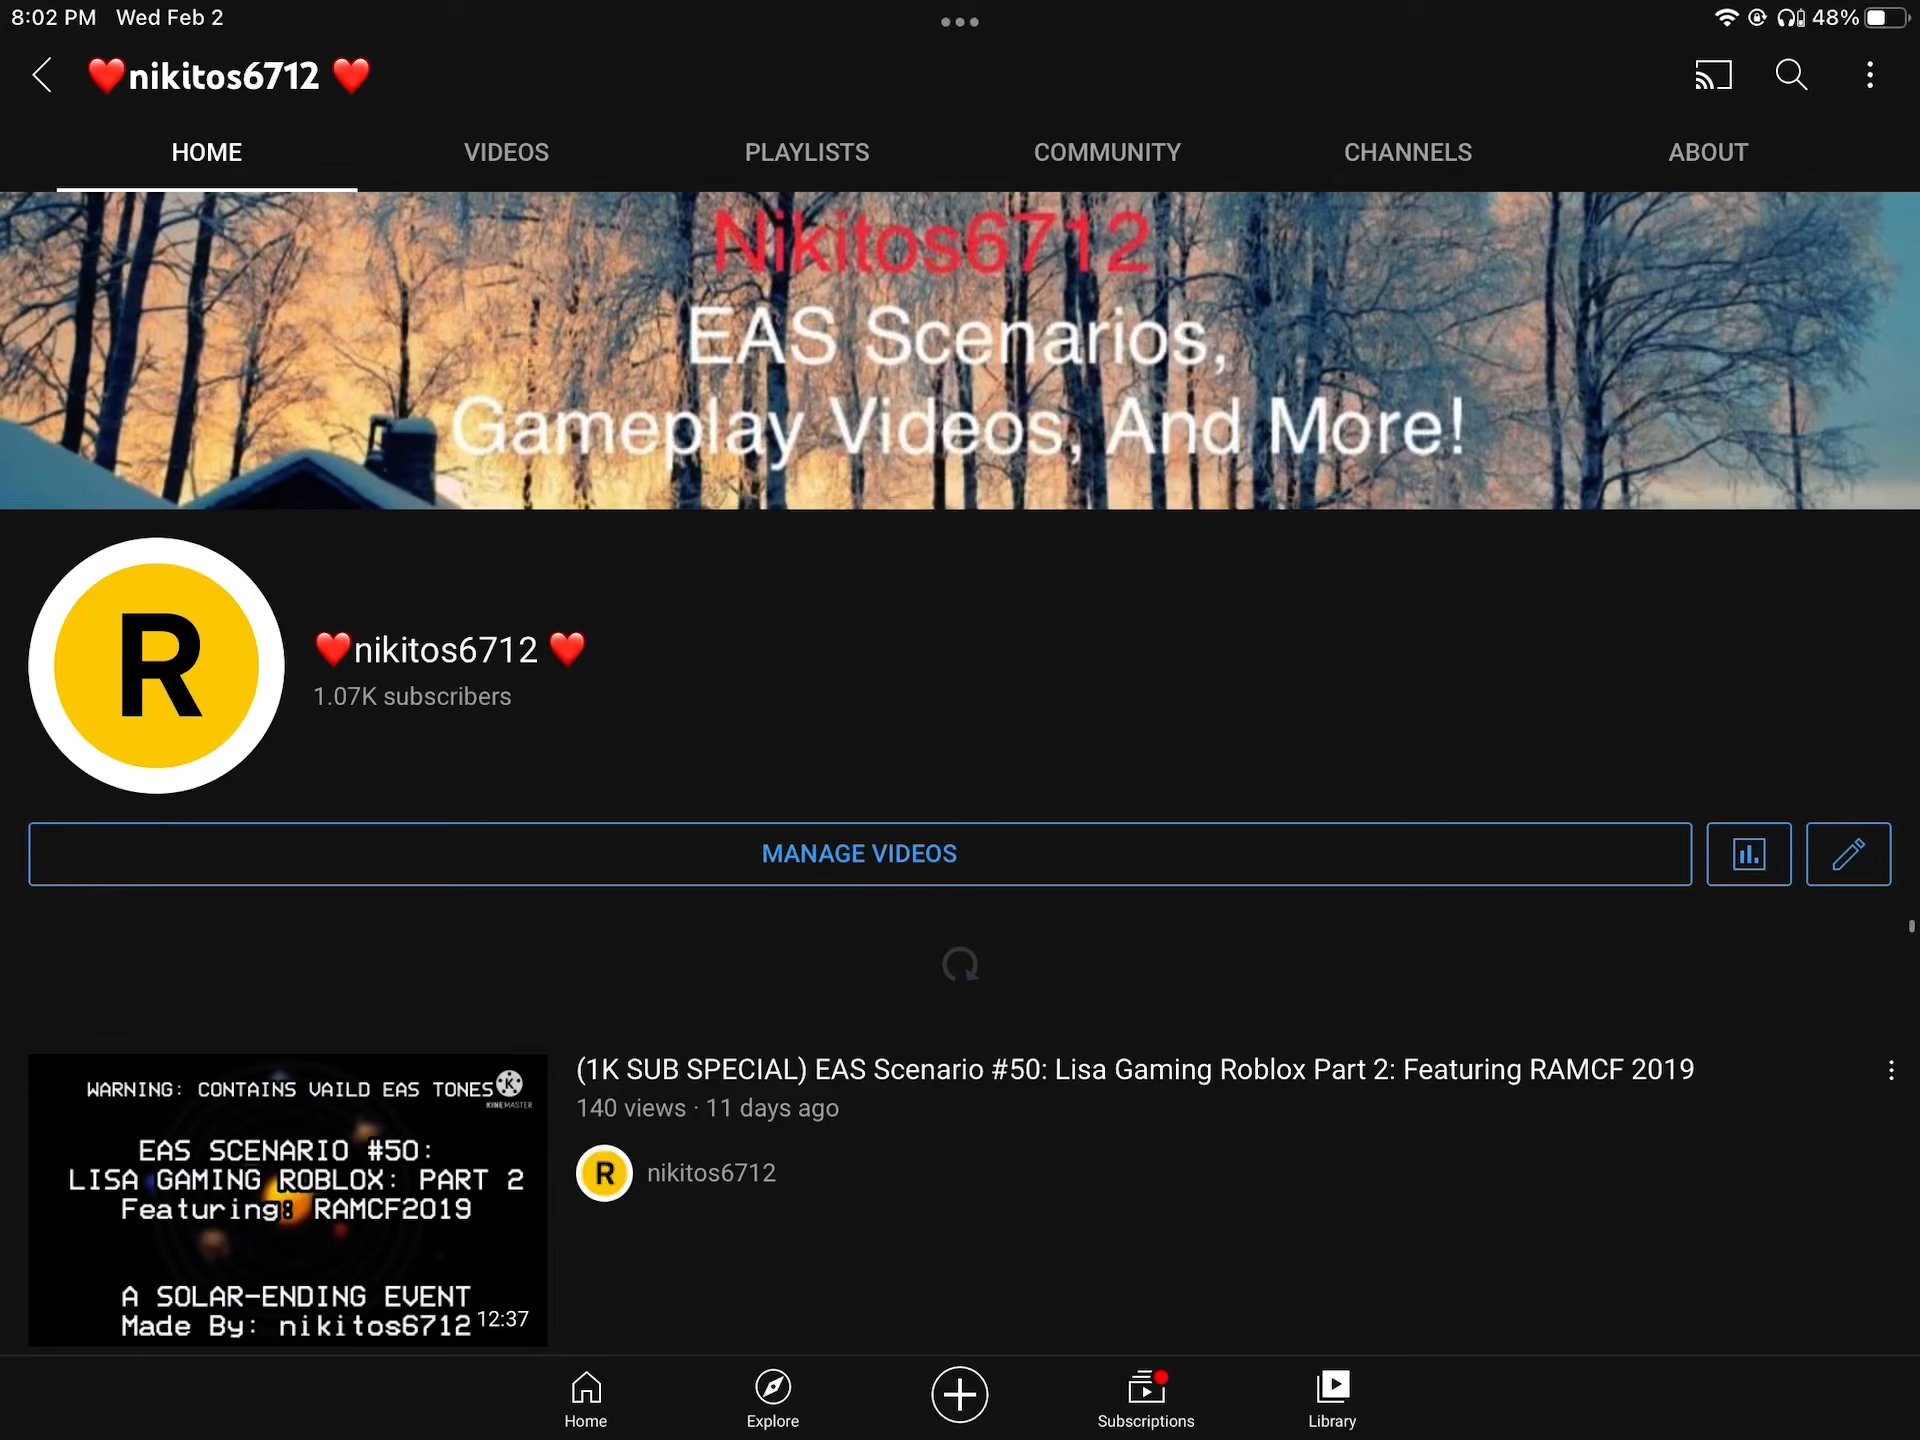 8:02 PM Wed Feb 2
48%
❤️nikitos6712 ❤️
HOME VIDEOS PLAYLISTS COMMUNITY CHANNELS ABOUT
Nikitos6712
EAS Scenarios,
Gameplay Videos, And More!
R
❤️nikitos6712 ❤️
1.07K subscribers
MANAGE VIDEOS
WARNING: CONTAINS VAILD EAS TONES
K
KINEMASTER
EAS SCENARIO #50:
LISA GAMING ROBLOX: PART 2
Featuring: RAMCF2019
A SOLAR-ENDING EVENT
Made By: nikitos6712
12:37
(1K SUB SPECIAL) EAS Scenario #50: Lisa Gaming Roblox Part 2: Featuring RAMCF 2019
140 views · 11 days ago
R
nikitos6712
Home Explore Subscriptions Library